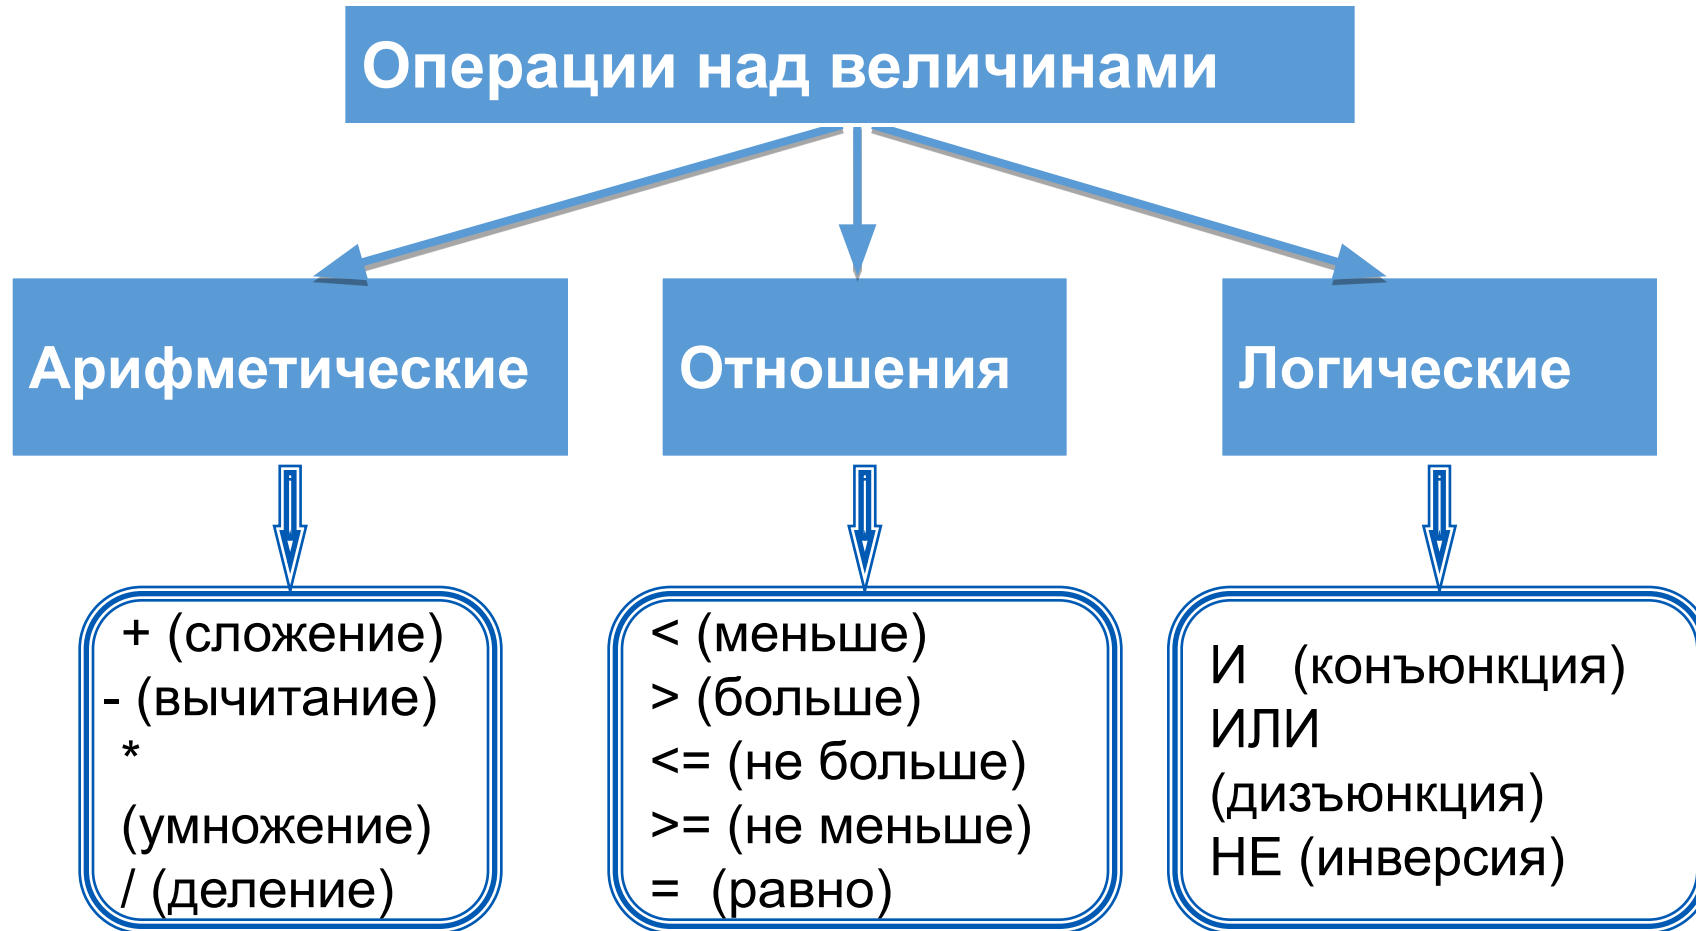 Операции над величинами
Арифметические
Отношения
Логические
+ (сложение)
- (вычитание)
*
(умножение)
/ (деление)
< (меньше)
> (больше)
<= (не больше)
>= (не меньше)
= (равно)
И (конъюнкция)
ИЛИ
(дизъюнкция)
НЕ (инверсия)